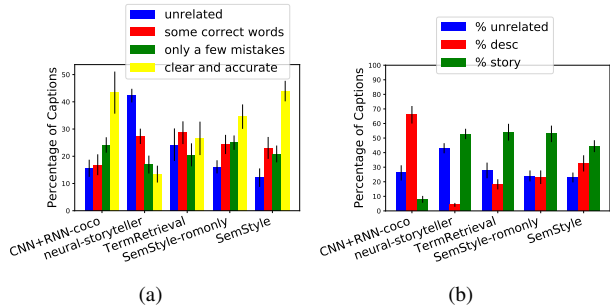 unrelated
some correct words
only a few mistakes
clear and accurate
Percentage of Captions
50
40
30
20
10
0
CNN+RNN-coco
neural-storyteller
TermRetrieval
SemStyle-romonly
SemStyle
(a)
% unrelated
% desc
% story
Percentage of Captions
100
90
80
70
60
50
40
30
20
10
0
CNN+RNN-coco
neural-storyteller
TermRetrieval
SemStyle-romonly
SemStyle
(b)